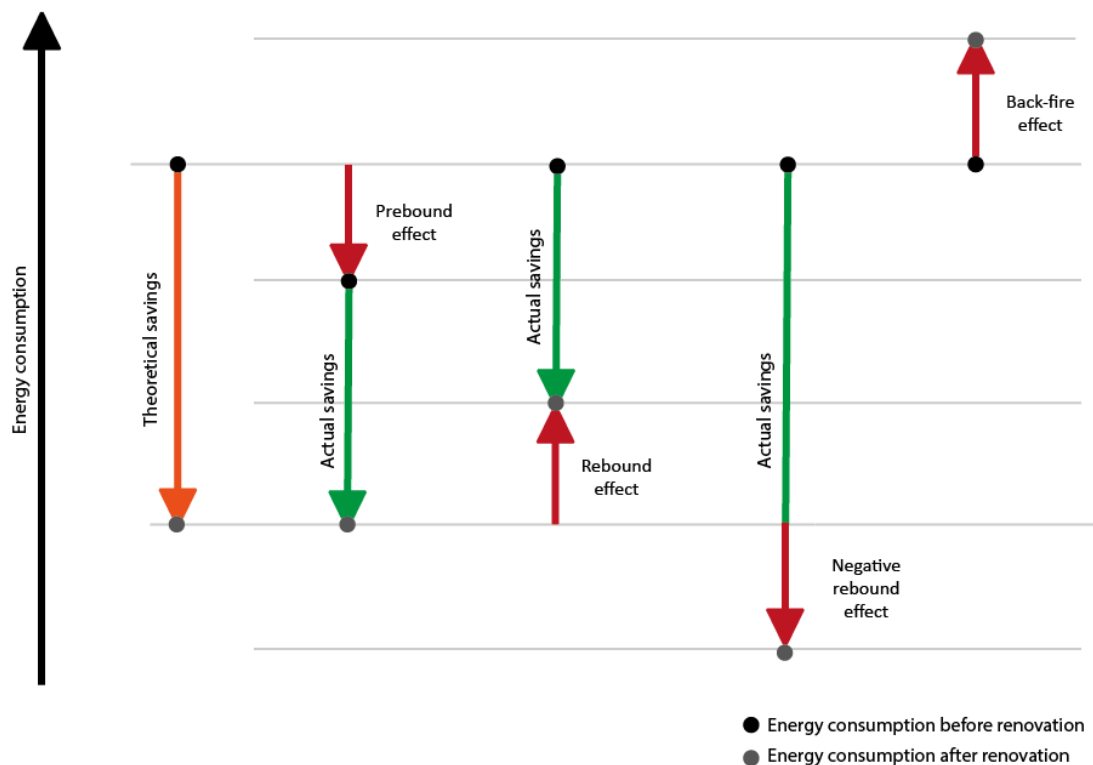 Energy consumption
Theoretical savings
Prebound
effect
Actual savings
Actual savings
Rebound
effect
Actual savings
Negative
rebound
effect
Back-fire
effect
Energy consumption before renovation
Energy consumption after renovation